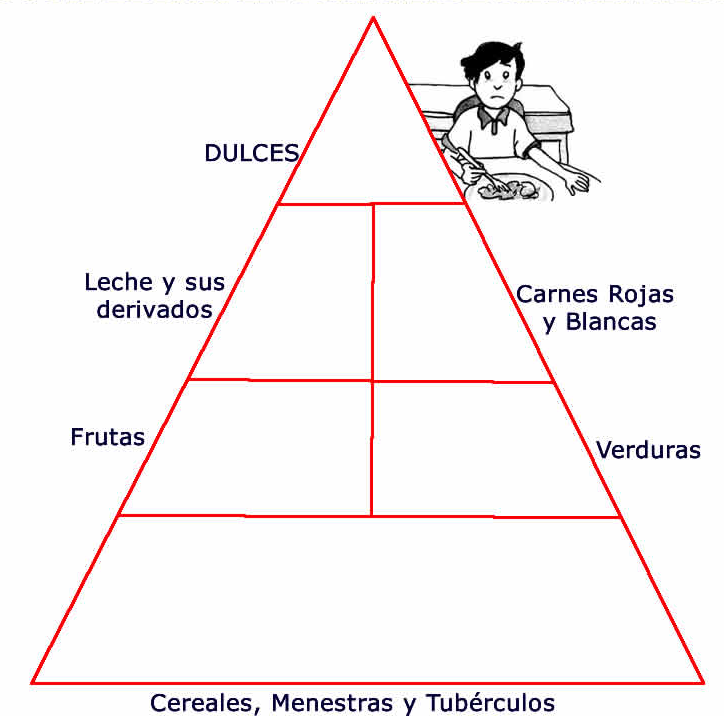 DULCES
Leche y sus
derivados
Carnes Rojas
y Blancas
Frutas
Verduras
Cereales, Menestras y Tubérculos